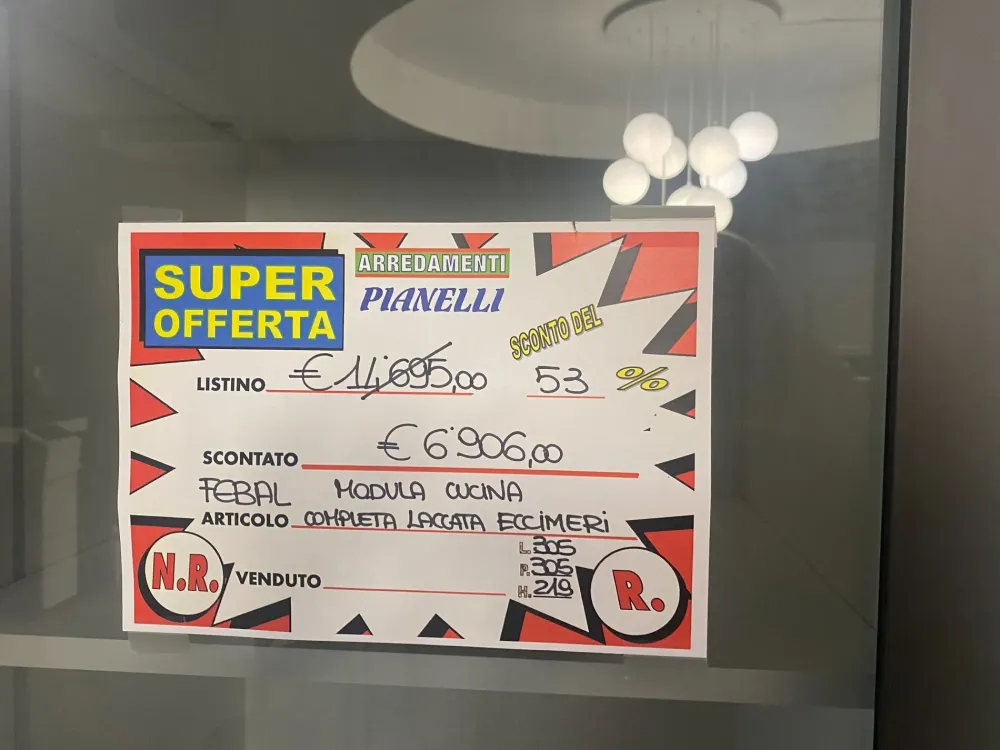 SUPER OFFERTA
ARREDAMENTI
PIANELLI
SCONTO DEL
LISTINO € 14.695,00 53 %
SCONTATO € 6.906,00
FEBAL MODULA CUCINA
ARTICOLO COMPLETA LACCATA ECCIMERI
L. 305
P. 305
H. 219
N.R. VENDUTO R.